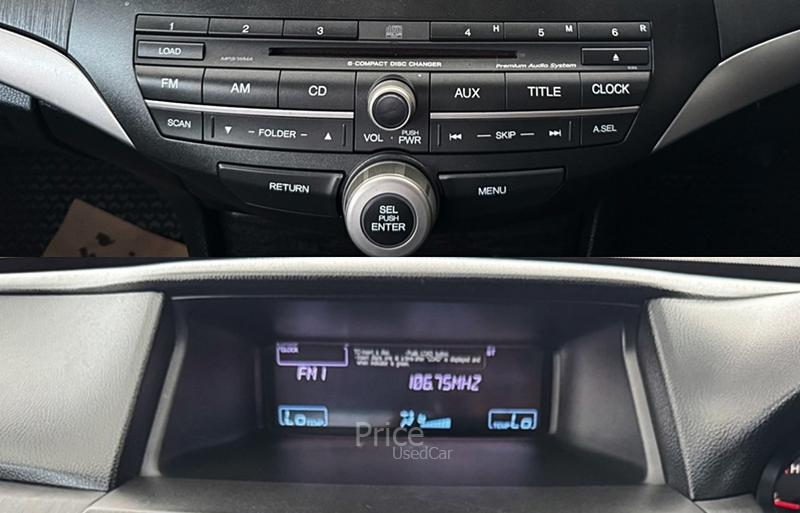 1 2 3 4 H 5 M 6 R
LOAD
6-COMPACT DISC CHANGER Premium Audio System
FM AM CD AUX TITLE CLOCK
SCAN ▼ — FOLDER — ▲ VOL · PUSH PWR ⏮ — SKIP — ⏭ A.SEL
RETURN MENU
SEL
PUSH
ENTER
CLOCK
FM1 106.75MHZ
Lo TEMP TEMP Lo
Price
UsedCar
H